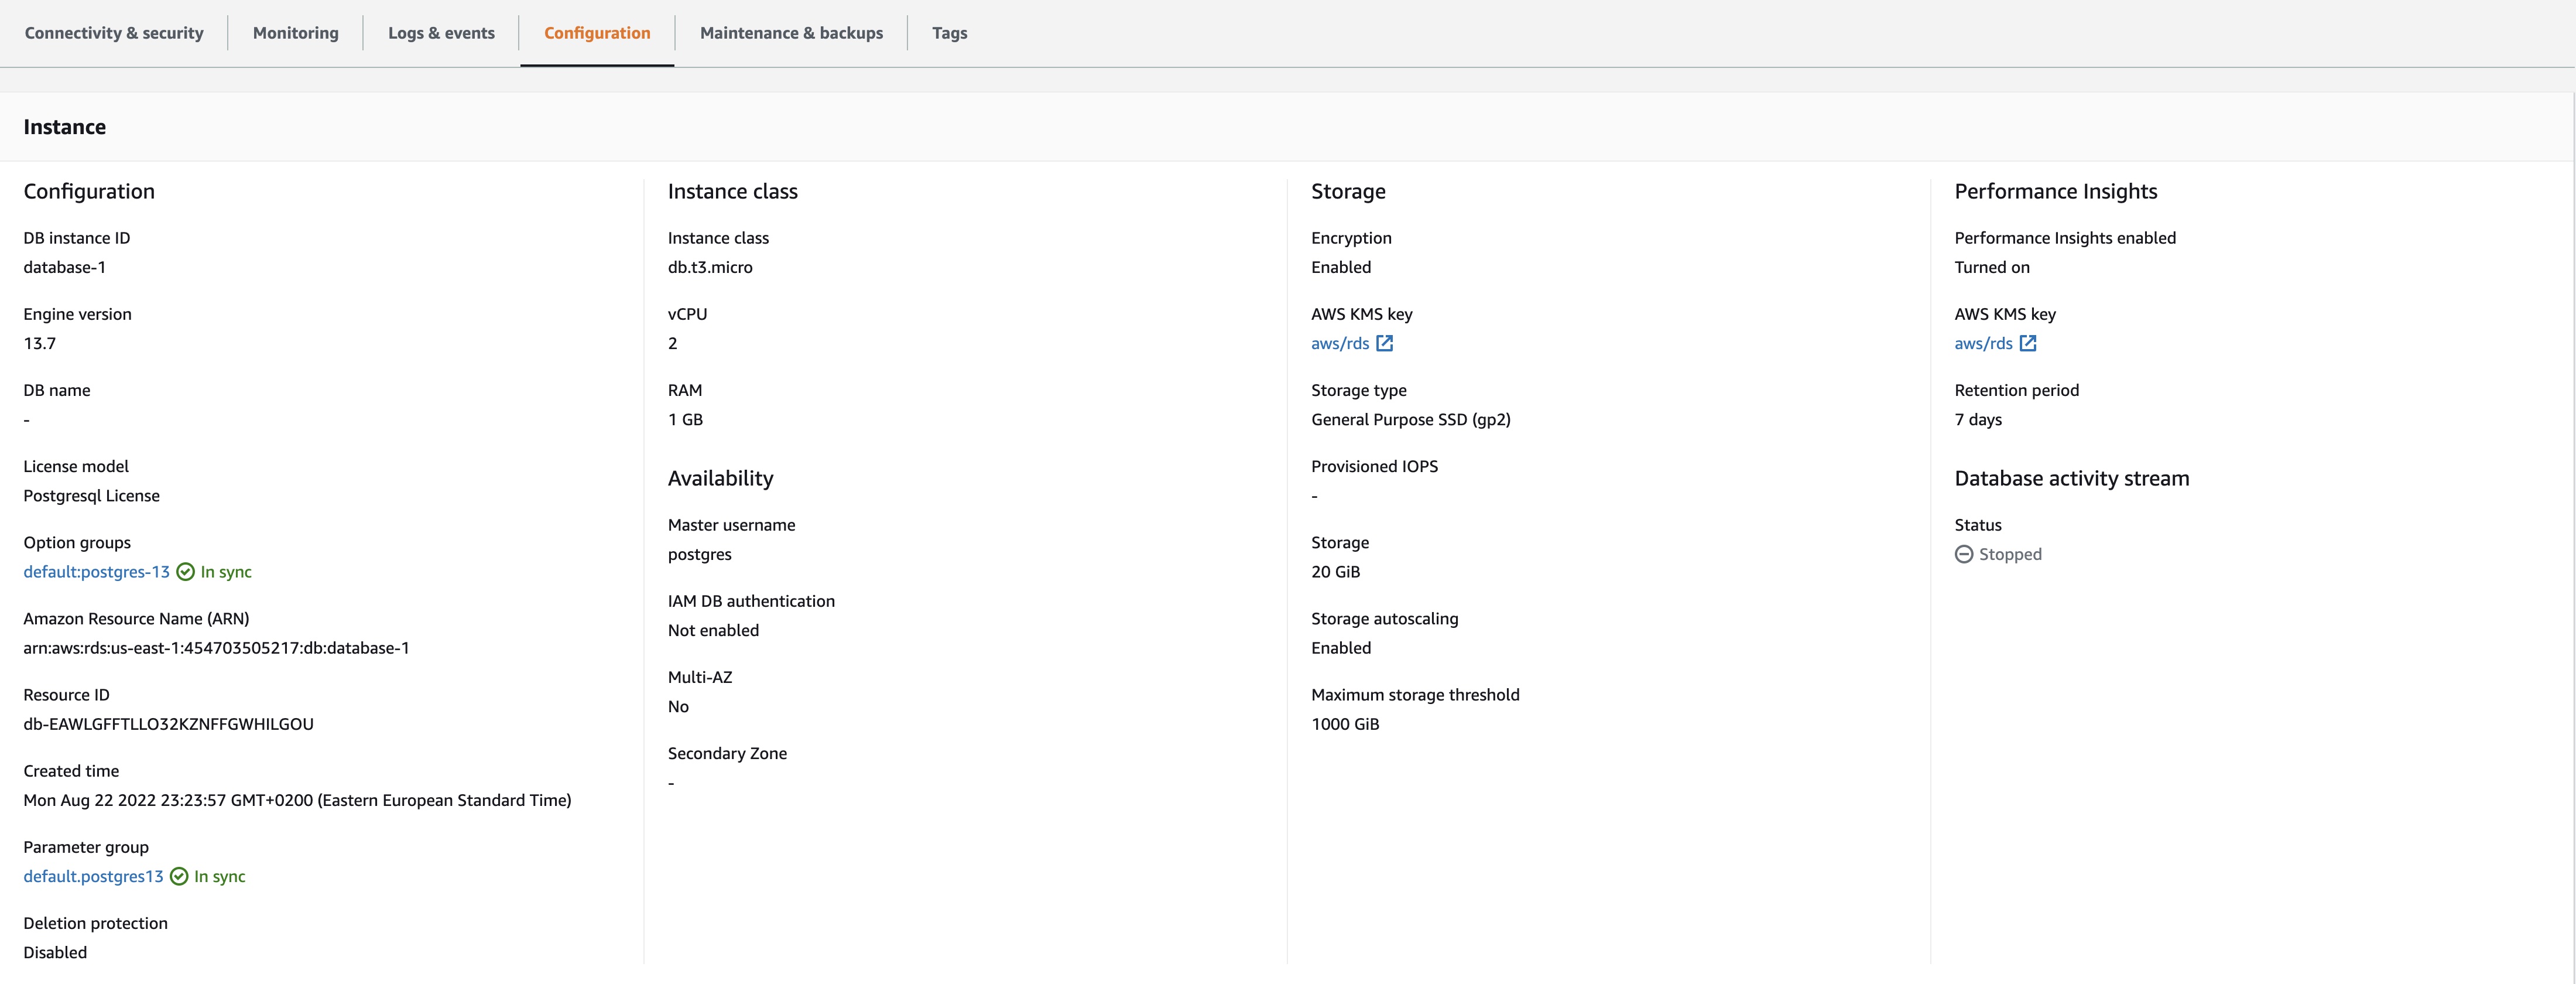 Connectivity & security
Monitoring
Logs & events
Configuration
Maintenance & backups
Tags
Instance
Configuration
DB instance ID
database-1
Engine version
13.7
DB name
-
License model
Postgresql License
Option groups
default:postgres-13 In sync
Amazon Resource Name (ARN)
arn:aws:rds:us-east-1:454703505217:db:database-1
Resource ID
db-EAWLGFFTLLO32KZNFFGWHILGOU
Created time
Mon Aug 22 2022 23:23:57 GMT+0200 (Eastern European Standard Time)
Parameter group
default.postgres13 In sync
Deletion protection
Disabled
Instance class
Instance class
db.t3.micro
vCPU
2
RAM
1 GB
Availability
Master username
postgres
IAM DB authentication
Not enabled
Multi-AZ
No
Secondary Zone
-
Storage
Encryption
Enabled
AWS KMS key
aws/rds
Storage type
General Purpose SSD (gp2)
Provisioned IOPS
-
Storage
20 GiB
Storage autoscaling
Enabled
Maximum storage threshold
1000 GiB
Performance Insights
Performance Insights enabled
Turned on
AWS KMS key
aws/rds
Retention period
7 days
Database activity stream
Status
Stopped